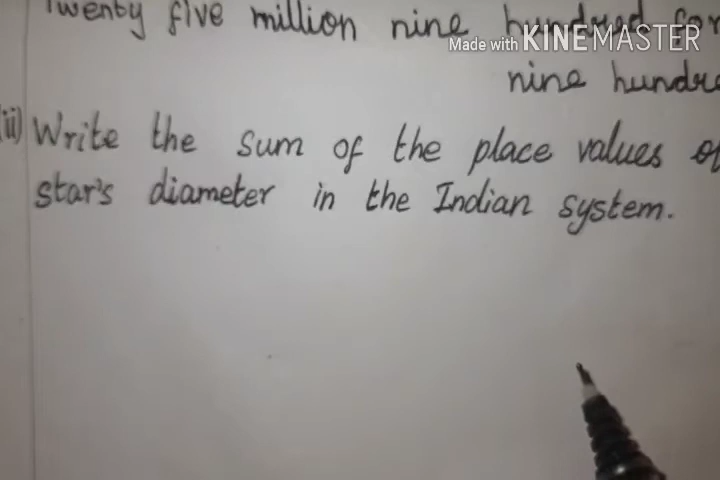 Twenty five million nine hundred
Made with KINEMASTER
nine
ii) Write the sum of the place values
star's diameter in the Indian system.